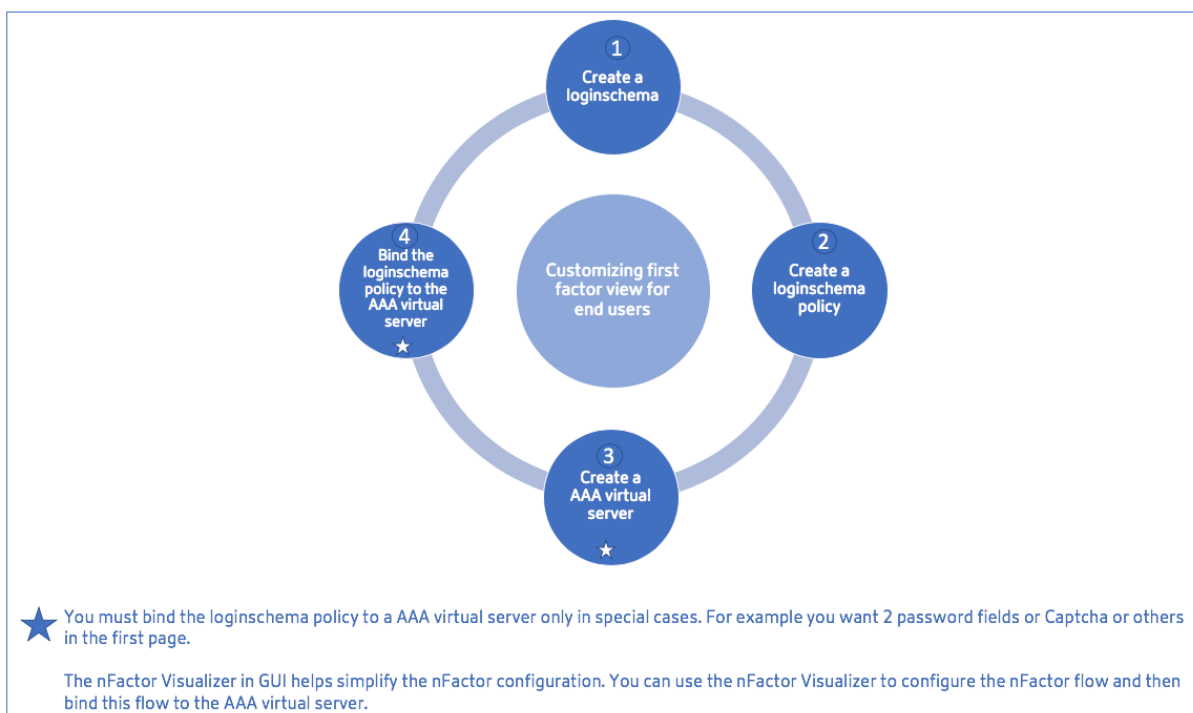 1
Create a
loginschema
2
Create a
loginschema
policy
3
Create a
AAA virtual
server
4
Bind the
loginschema
policy to the
AAA virtual
server
Customizing first
factor view for
end users
You must bind the loginschema policy to a AAA virtual server only in special cases. For example you want 2 password fields or Captcha or others
in the first page.
The nFactor Visualizer in GUI helps simplify the nFactor configuration. You can use the nFactor Visualizer to configure the nFactor flow and then
bind this flow to the AAA virtual server.